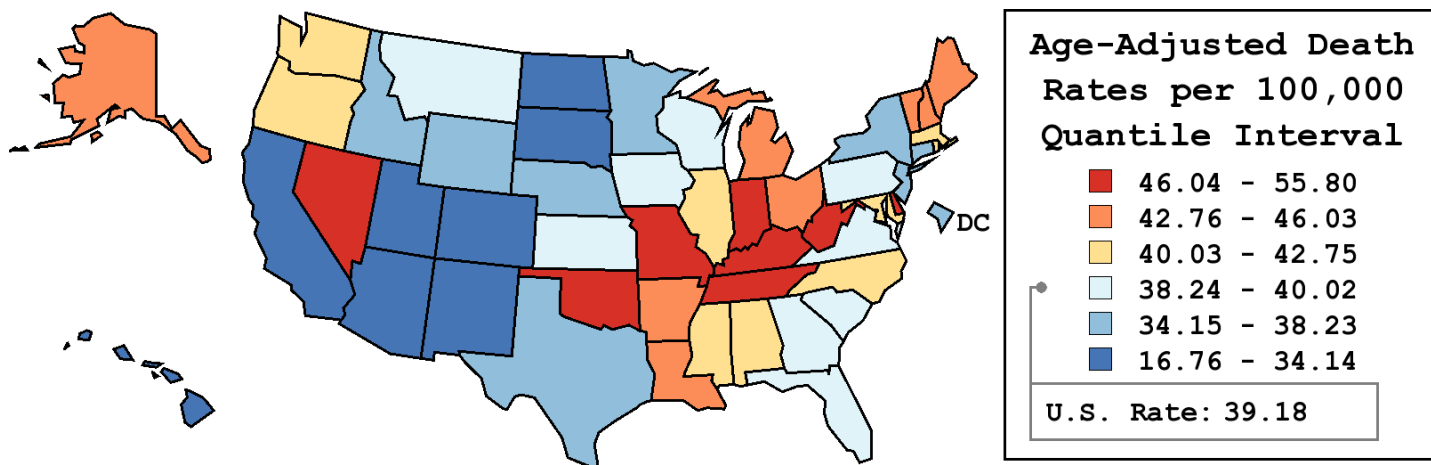 Age-Adjusted Death
Rates per 100,000
Quantile Interval
46.04 - 55.80
42.76 - 46.03
40.03 - 42.75
38.24 - 40.02
34.15 - 38.23
16.76 - 34.14
U.S. Rate: 39.18
DC